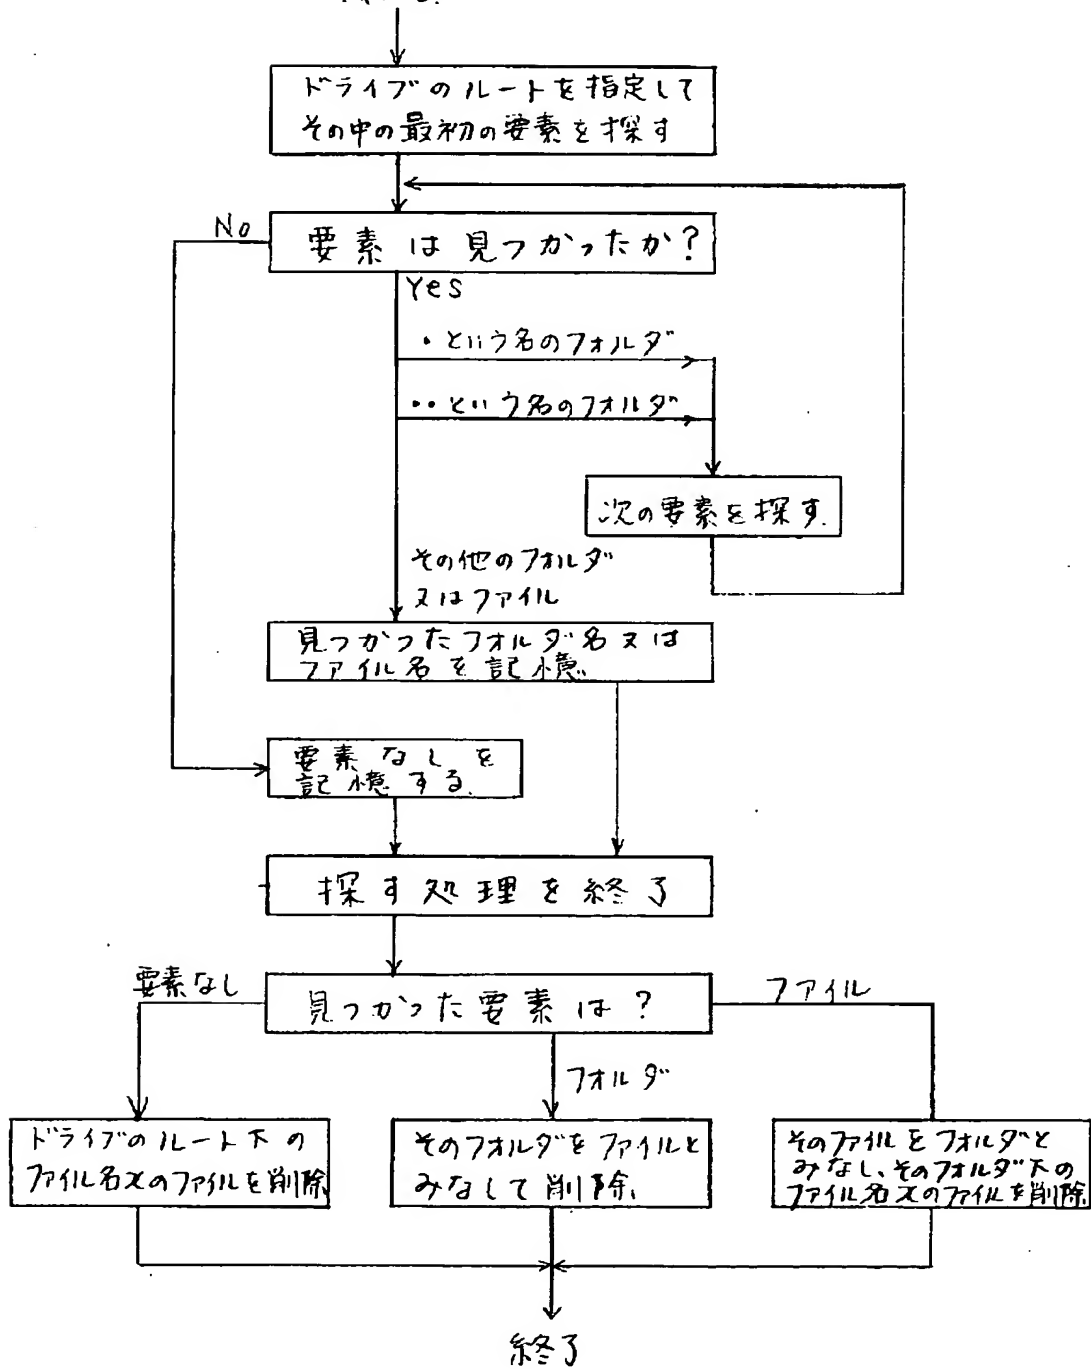 ドライブのルートを指定して
その中の最初の要素を探す
No
要素は見つかったか?
Yes
・という名のフォルダ
・・という名のフォルダ
次の要素を探す.
その他のフォルダ
又はファイル
見つかったフォルダ名又は
ファイル名を記憶.
要素なしを
記憶する.
探す処理を終了
要素なし
見つかった要素は?
ファイル
フォルダ
ドライブのルート下の
ファイル名xのファイルを削除
そのフォルダをファイルと
みなして削除.
そのファイルをフォルダと
みなし、そのフォルダ下の
ファイル名xのファイルを削除
終了